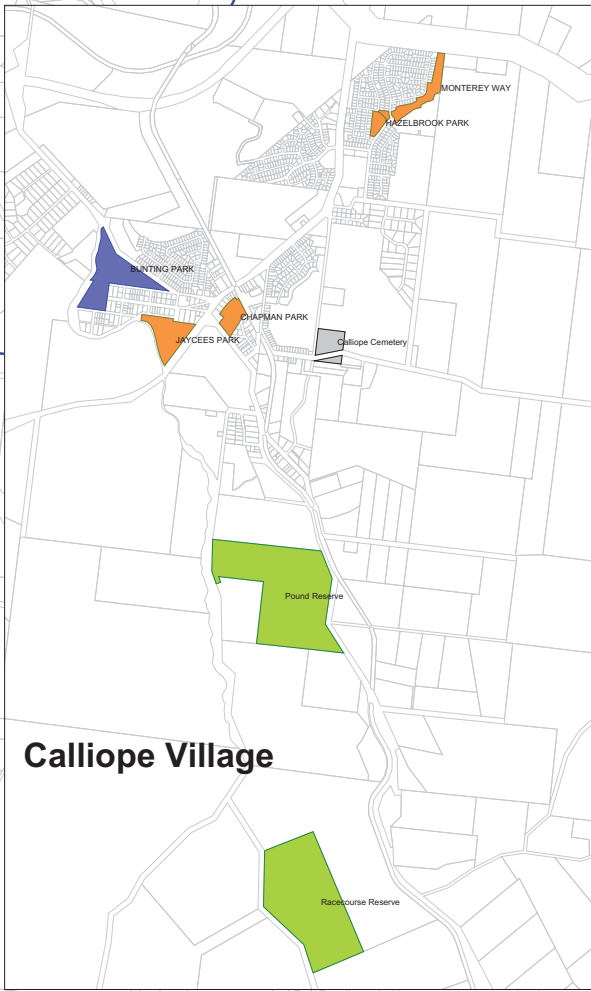 MONTEREY WAY
HAZELBROOK PARK
BUNTING PARK
CHAPMAN PARK
JAYCEES PARK
Calliope Cemetery
Pound Reserve
Calliope Village
Racecourse Reserve